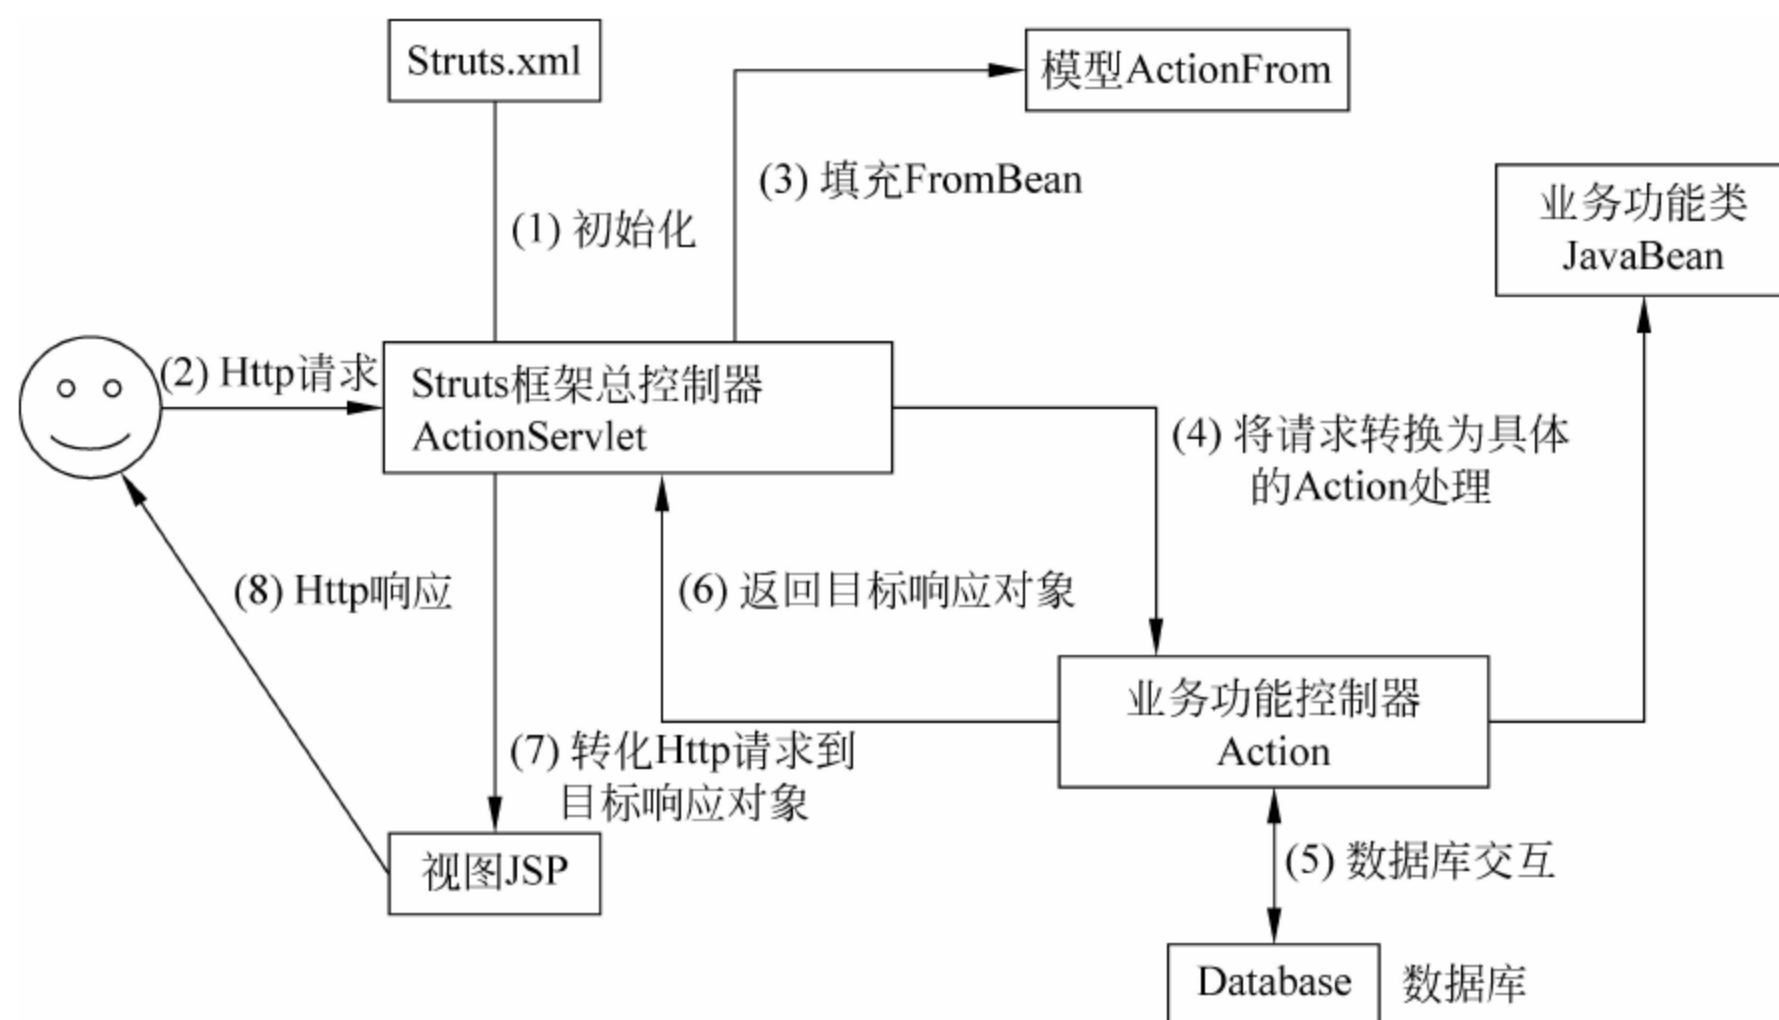 Struts.xml
模型ActionFrom
(3) 填充FromBean
业务功能类
JavaBean
(1) 初始化
(2) Http请求
Struts框架总控制器
ActionServlet
(4) 将请求转换为具体
的Action处理
(8) Http响应
(6) 返回目标响应对象
业务功能控制器
Action
(7) 转化Http请求到
目标响应对象
视图JSP
(5) 数据库交互
Database
数据库